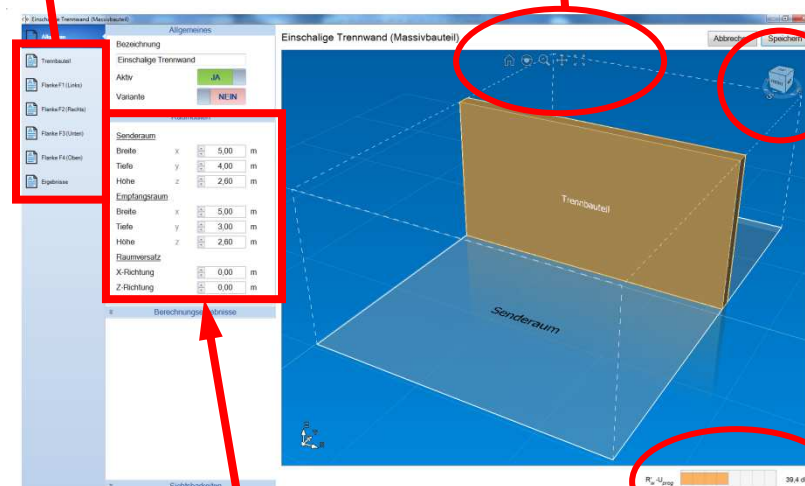 Einschalige Trennwand (Massivbauteil)
Allgemeines
Bezeichnung
Einschalige Trennwand
Aktiv JA
Variante NEIN
Trennbauteil
Flanke F1 (Links)
Flanke F2 (Rechts)
Flanke F3 (Unten)
Flanke F4 (Oben)
Ergebnisse
Senderaum
Breite x 5,00 m
Tiefe y 4,00 m
Höhe z 2,60 m
Empfangsraum
Breite x 5,00 m
Tiefe y 3,00 m
Höhe z 2,60 m
Raumversatz
X-Richtung 0,00 m
Z-Richtung 0,00 m
Einschalige Trennwand (Massivbauteil)
Speichern
Trennbauteil
Senderaum
R'w -Uprog 39,4